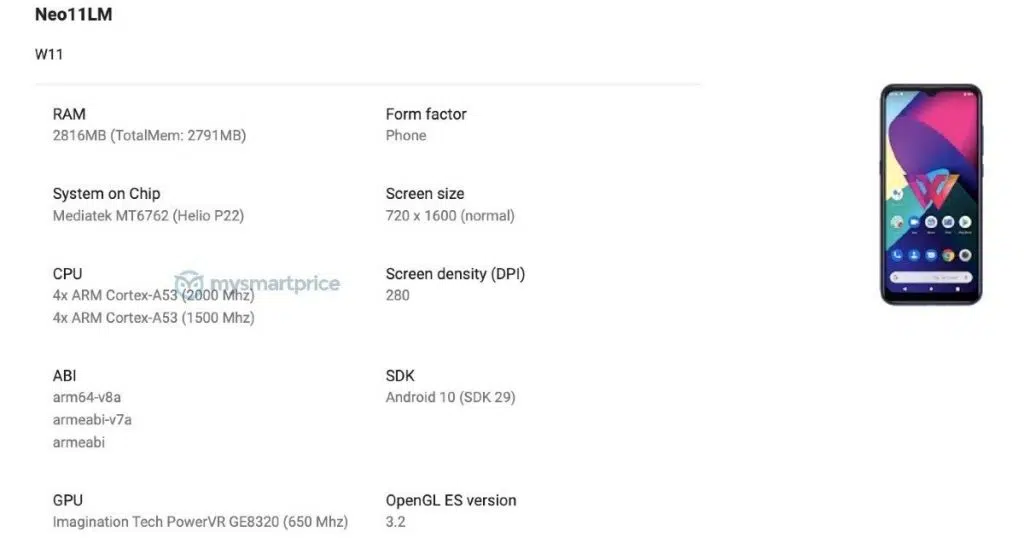 Neo11LM
W11
RAM
2816MB (TotalMem: 2791MB)
Form factor
Phone
System on Chip
Mediatek MT6762 (Helio P22)
Screen size
720 x 1600 (normal)
CPU
4x ARM Cortex-A53 (2000 Mhz)
4x ARM Cortex-A53 (1500 Mhz)
mysmartprice
Screen density (DPI)
280
ABI
arm64-v8a
armeabi-v7a
armeabi
SDK
Android 10 (SDK 29)
GPU
Imagination Tech PowerVR GE8320 (650 Mhz)
OpenGL ES version
3.2